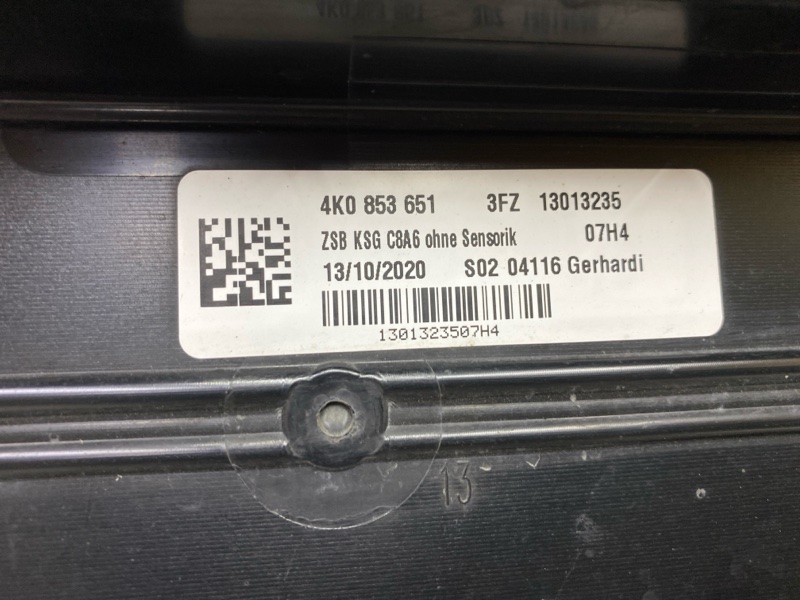 4K0 853 651 3FZ 13013235
ZSB KSG C8A6 ohne Sensorik 07H4
13/10/2020 S02 04116 Gerhardi
1301323507H4
13